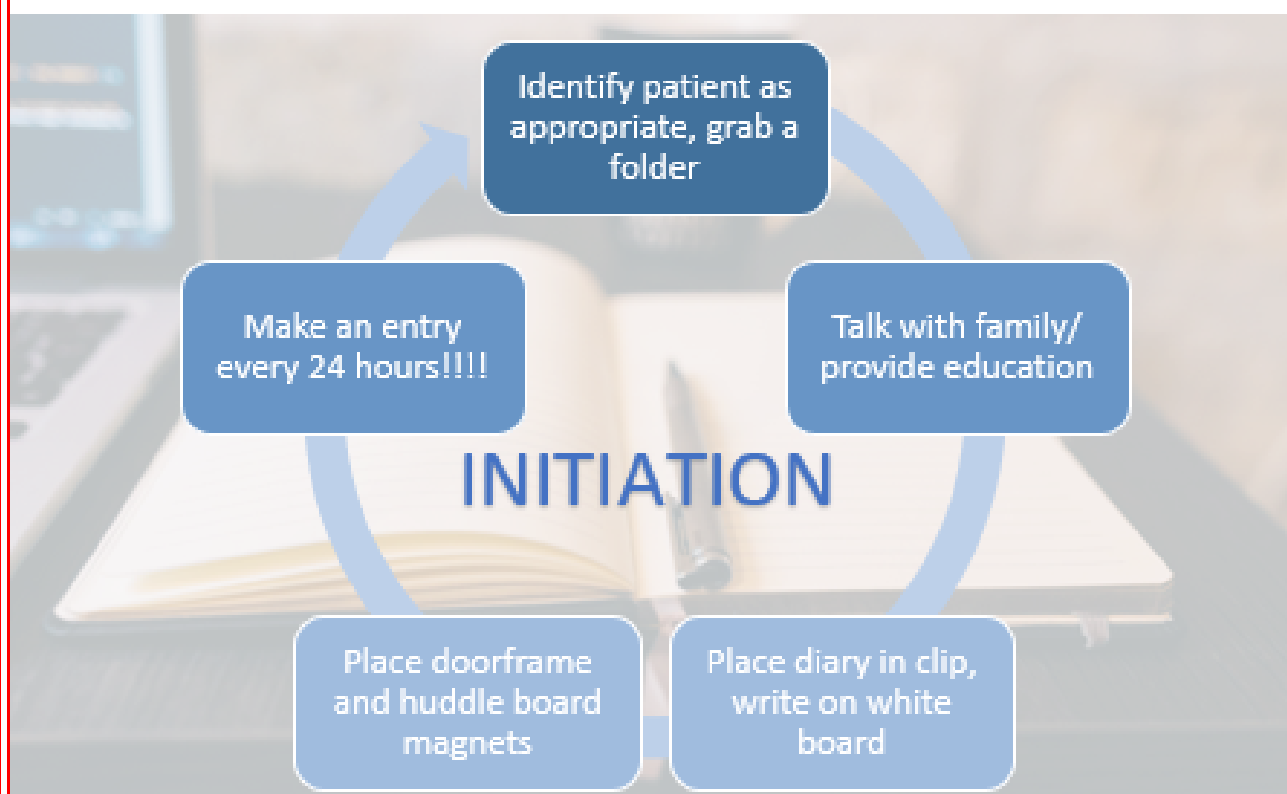 Identify patient as
appropriate, grab a
folder
Talk with family/
provide education
Place diary in clip,
write on white
board
Place doorframe
and huddle board
magnets
Make an entry
every 24 hours!!!!
INITIATION